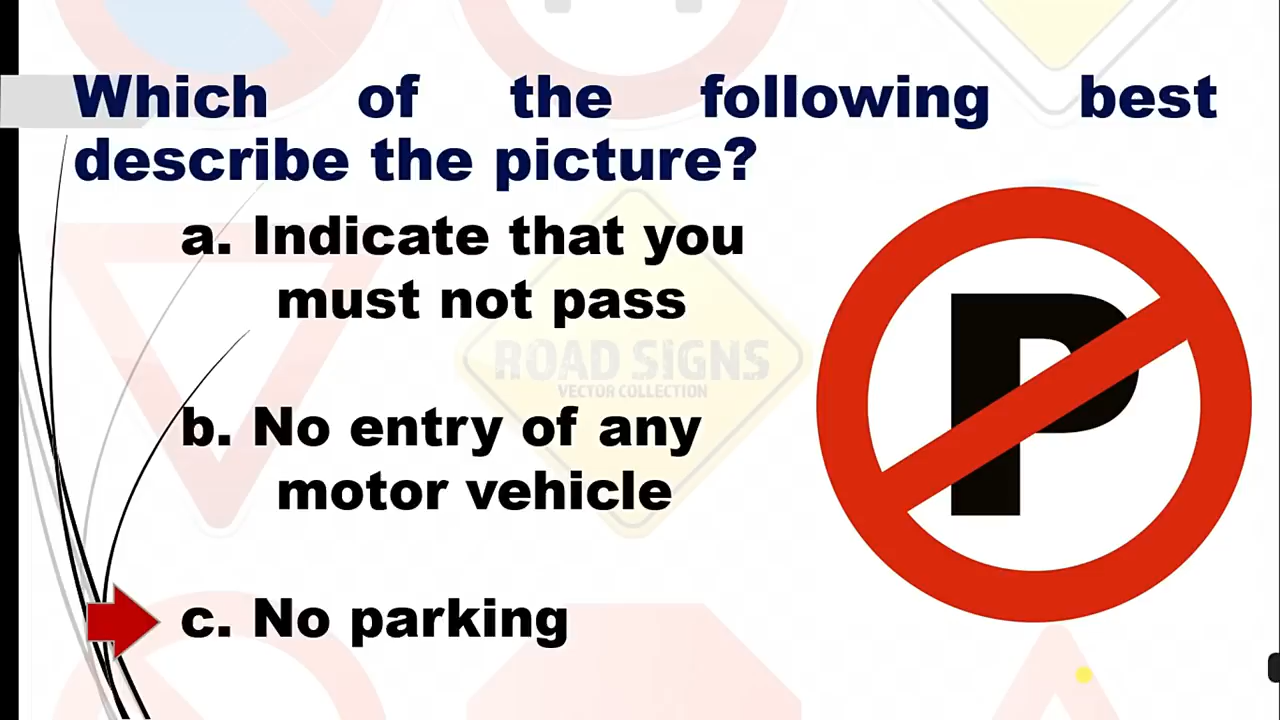 Which of the following best
describe the picture?
a. Indicate that you
must not pass
b. No entry of any
motor vehicle
c. No parking
P
ROAD SIGNS
VECTOR COLLECTION